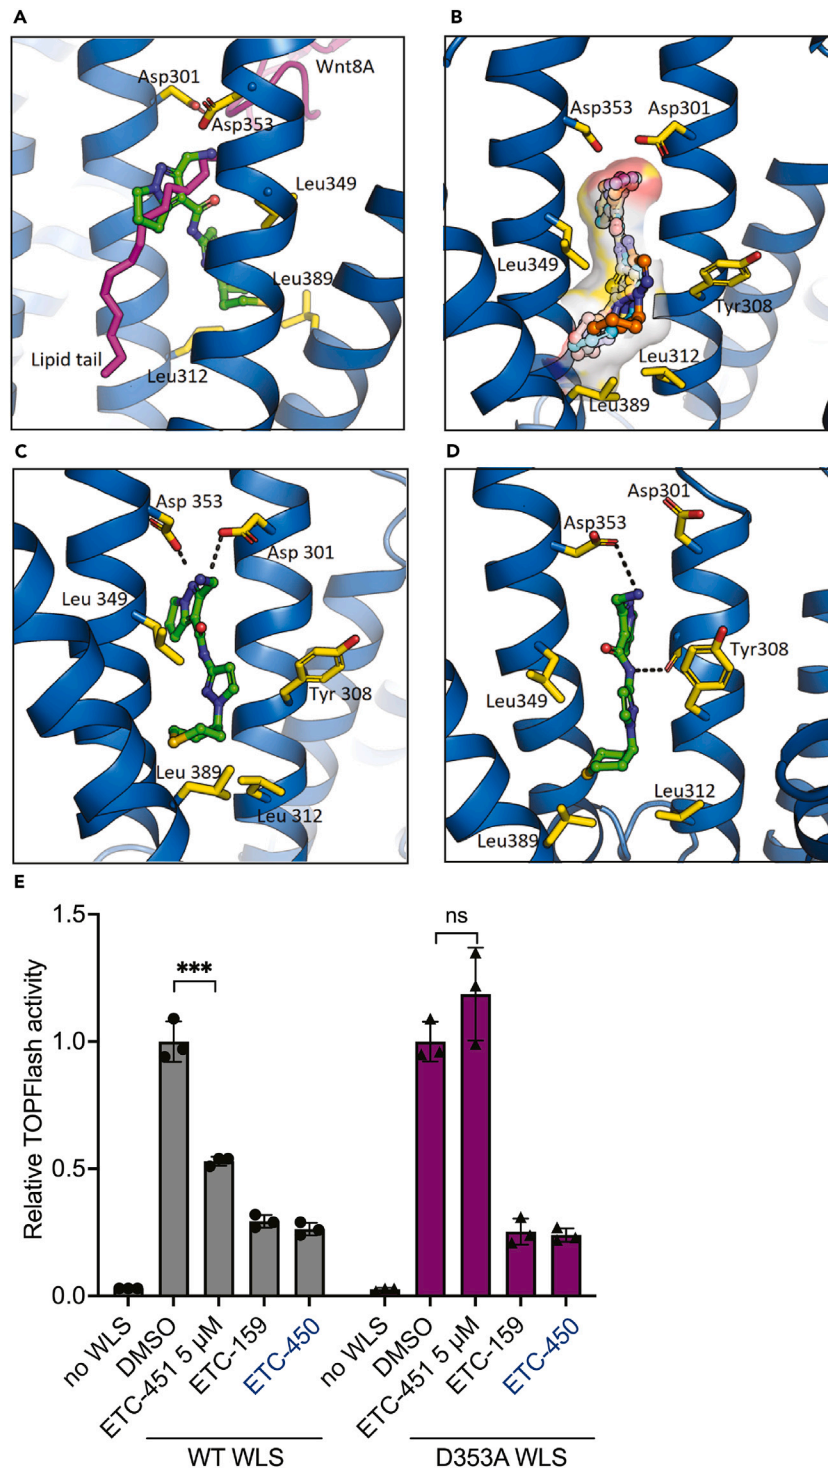 A
Asp301
Wnt8A
Asp353
Leu349
Leu389
Lipid tail
Leu312
B
Asp353
Asp301
Leu349
Tyr308
Leu312
Leu389
C
Asp 353
Asp 301
Leu 349
Tyr 308
Leu 389
Leu 312
D
Asp301
Asp353
Tyr308
Leu349
Leu312
Leu389
E
Relative TOPFlash activity
1.5
1.0
0.5
0.0
***
ns
no WLS
DMSO
ETC-451 5 µM
ETC-159
ETC-450
no WLS
DMSO
ETC-451 5 µM
ETC-159
ETC-450
WT WLS
D353A WLS